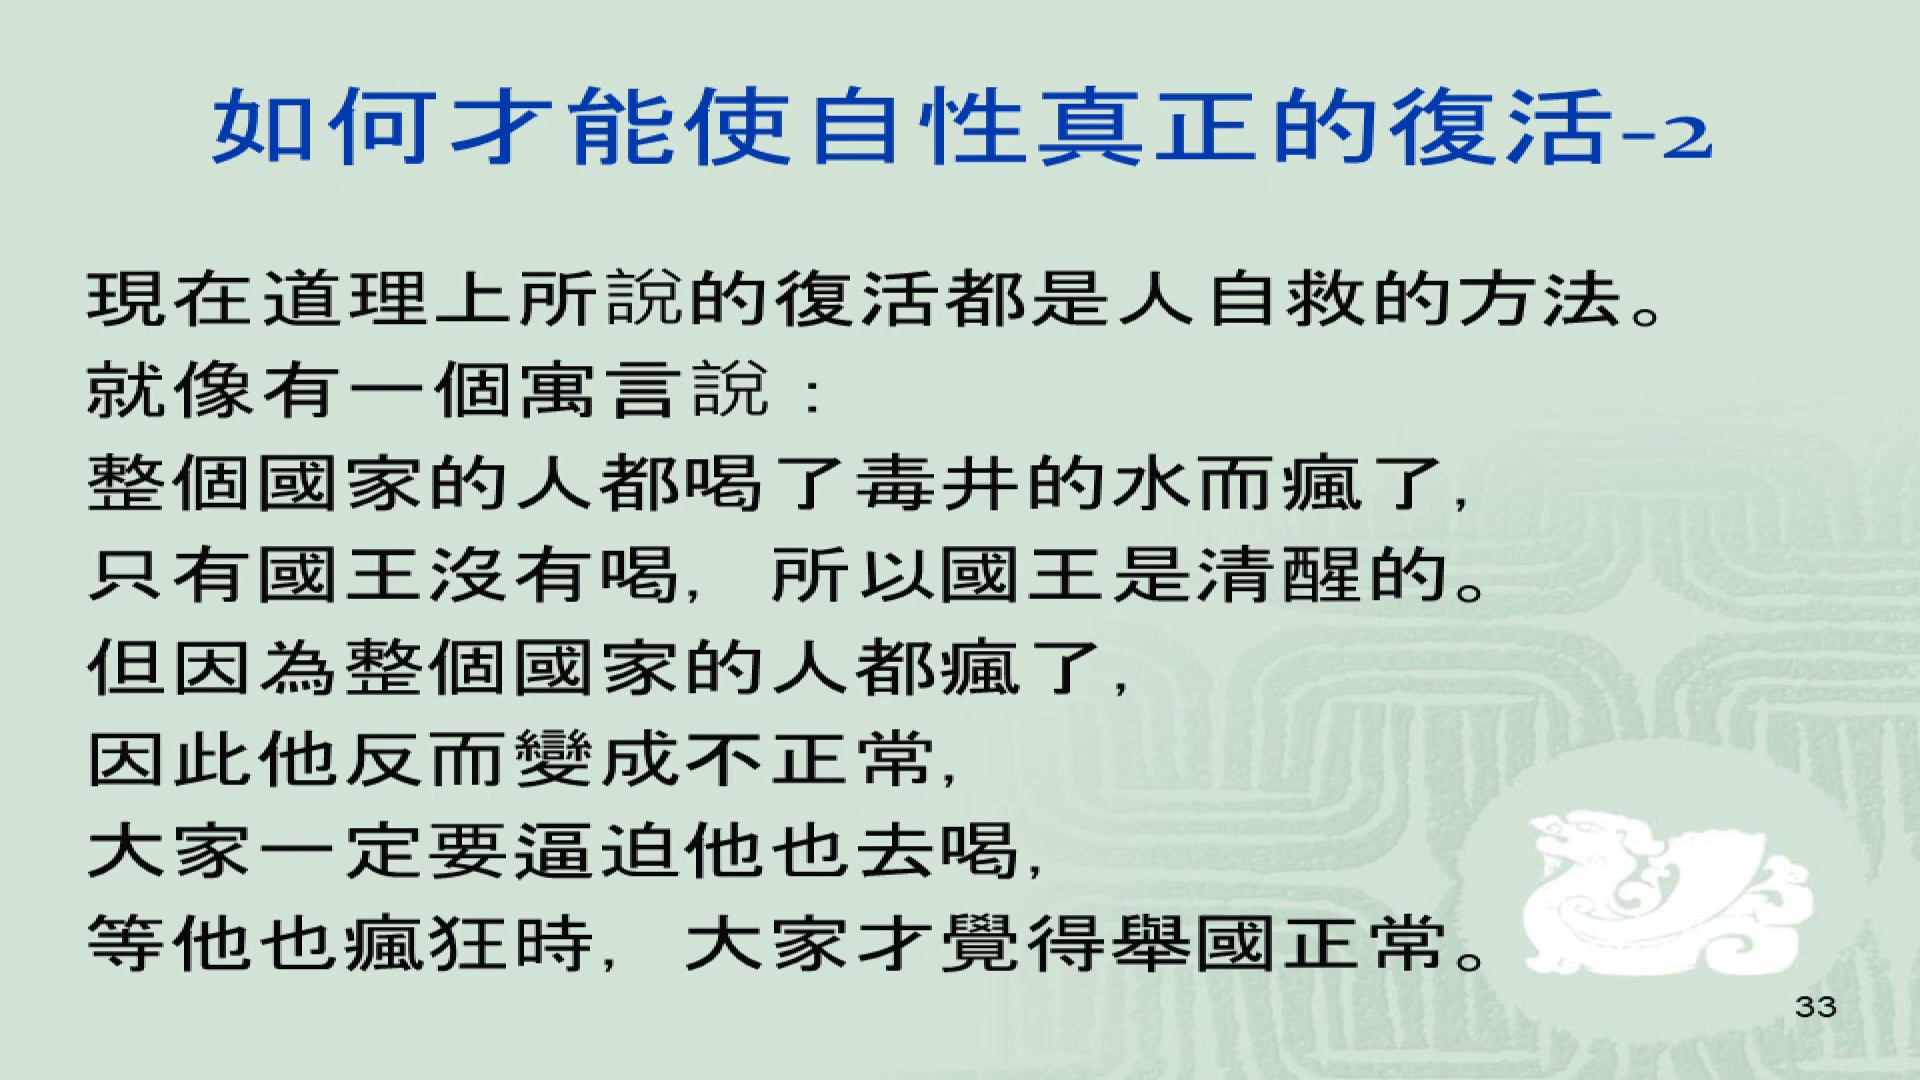 如何才能使自性真正的復活-2
現在道理上所說的復活都是人自救的方法。
就像有一個寓言說：
整個國家的人都喝了毒井的水而瘋了,
只有國王沒有喝, 所以國王是清醒的。
但因為整個國家的人都瘋了,
因此他反而變成不正常,
大家一定要逼迫他也去喝,
等他也瘋狂時, 大家才覺得舉國正常。
33